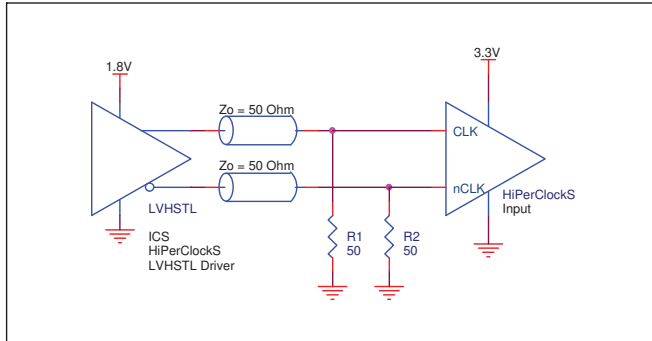 1.8V
3.3V
Zo = 50 Ohm
CLK
Zo = 50 Ohm
nCLK
HiPerClockS
Input
LVHSTL
ICS
HiPerClockS
LVHSTL Driver
R1
50
R2
50